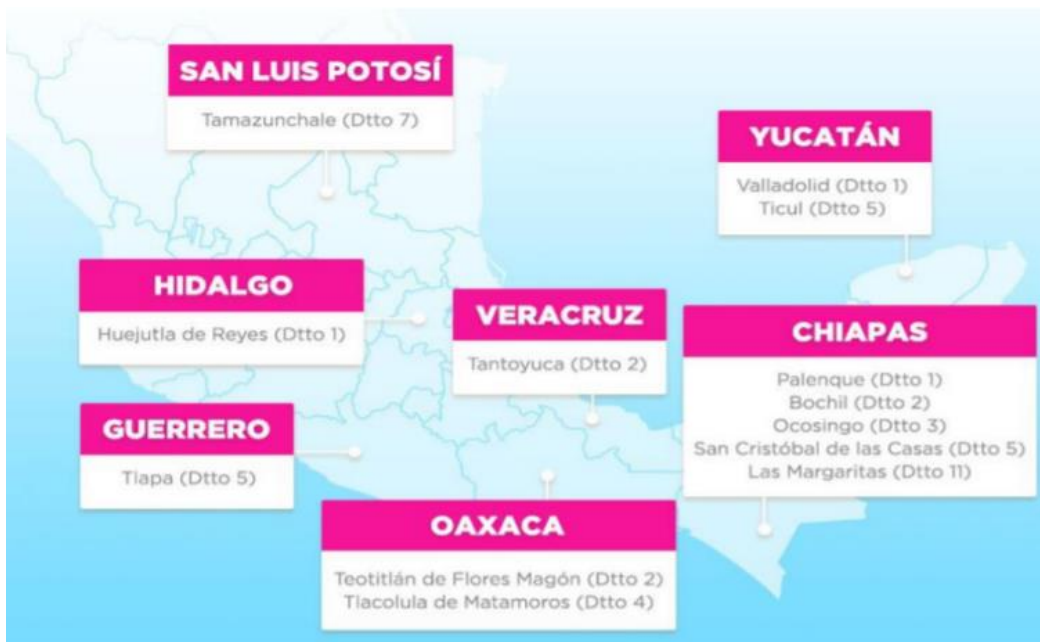 SAN LUIS POTOSÍ
Tamazunchale (Dtto 7)
YUCATÁN
Valladolid (Dtto 1)
Ticul (Dtto 5)
HIDALGO
Huejutla de Reyes (Dtto 1)
VERACRUZ
Tantoyuca (Dtto 2)
CHIAPAS
Palenque (Dtto 1)
Bochil (Dtto 2)
Ocosingo (Dtto 3)
San Cristóbal de las Casas (Dtto 5)
Las Margaritas (Dtto 11)
GUERRERO
Tlapa (Dtto 5)
OAXACA
Teotitlán de Flores Magón (Dtto 2)
Tlacolula de Matamoros (Dtto 4)